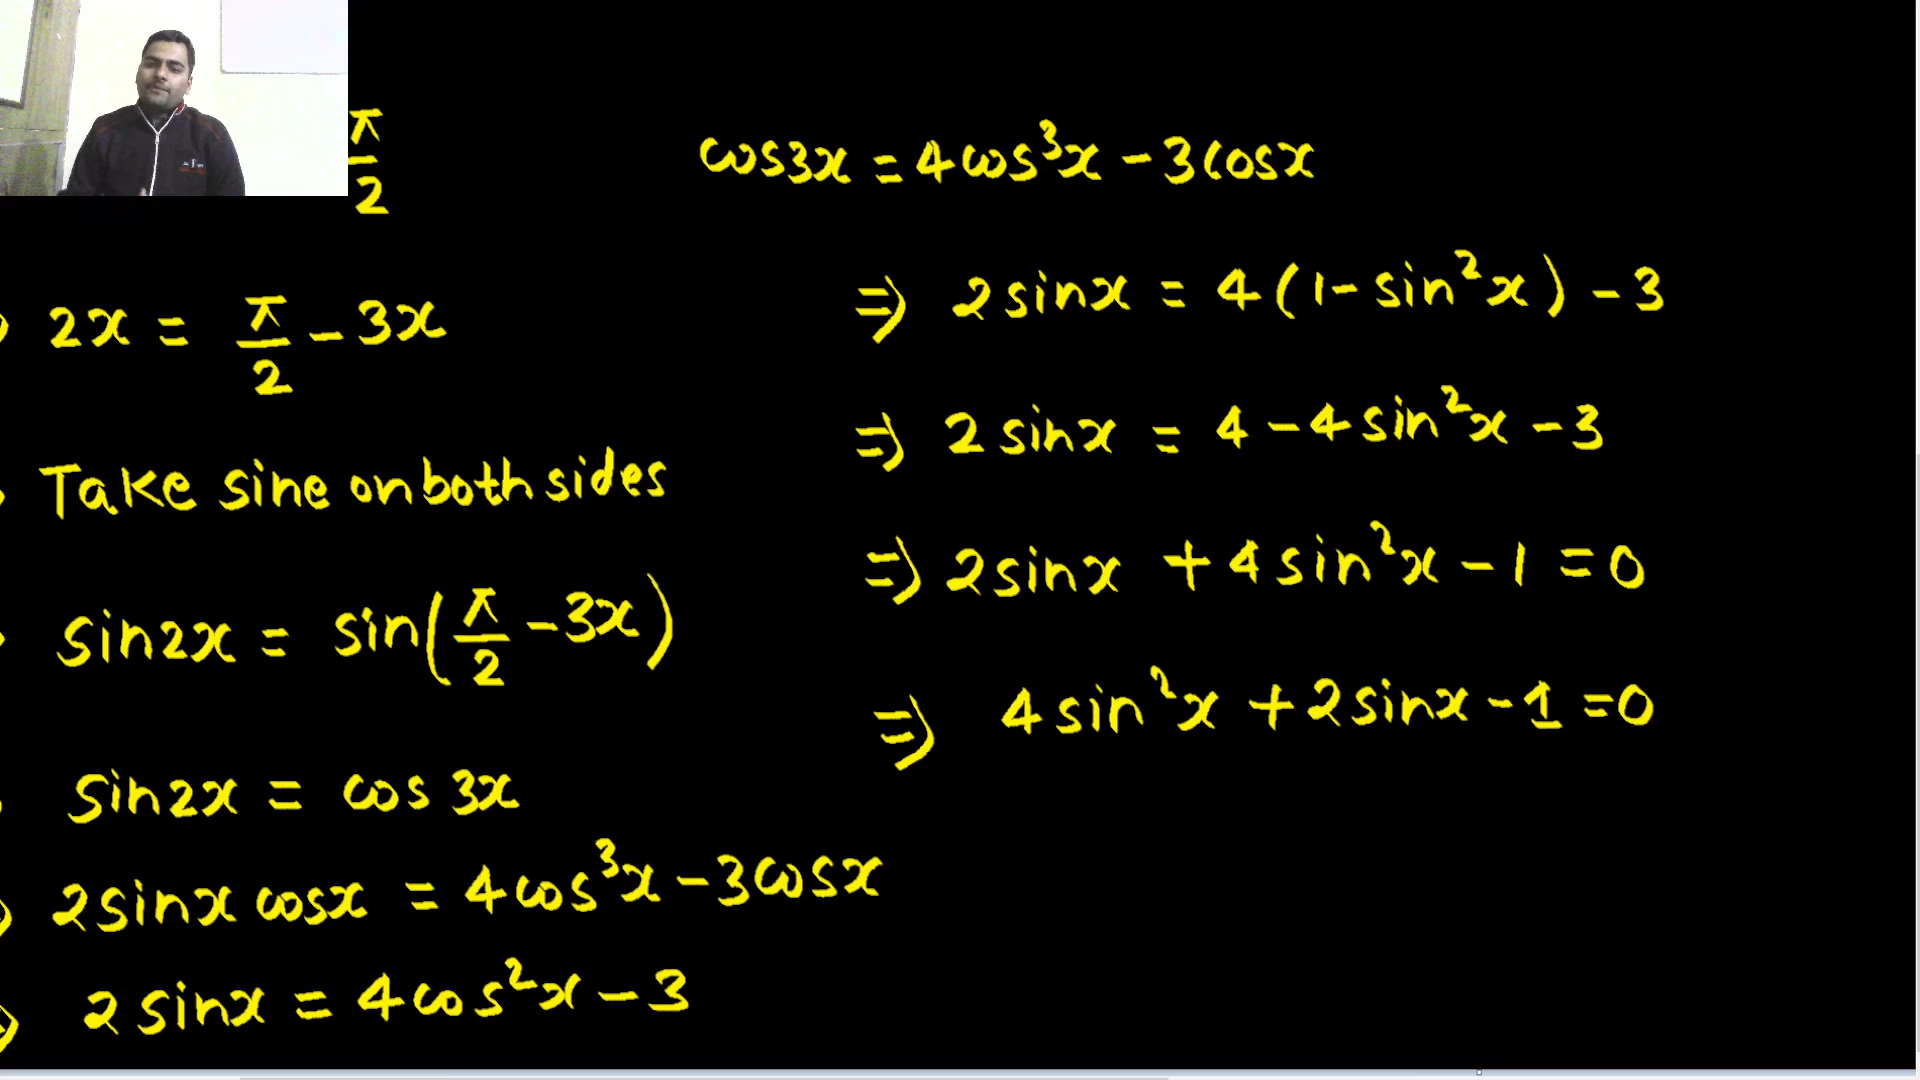 π/2
2x = π/2 - 3x
Take sine on both sides
sin2x = sin(π/2 - 3x)
sin2x = cos 3x
⇒ 2sinx cosx = 4cos³x - 3cosx
⇒ 2 sinx = 4cos²x - 3
cos3x = 4cos³x - 3cosx
⇒ 2sinx = 4(1 - sin²x) - 3
⇒ 2sinx = 4 - 4sin²x - 3
⇒ 2sinx + 4sin²x - 1 = 0
⇒ 4sin²x + 2sinx - 1 = 0